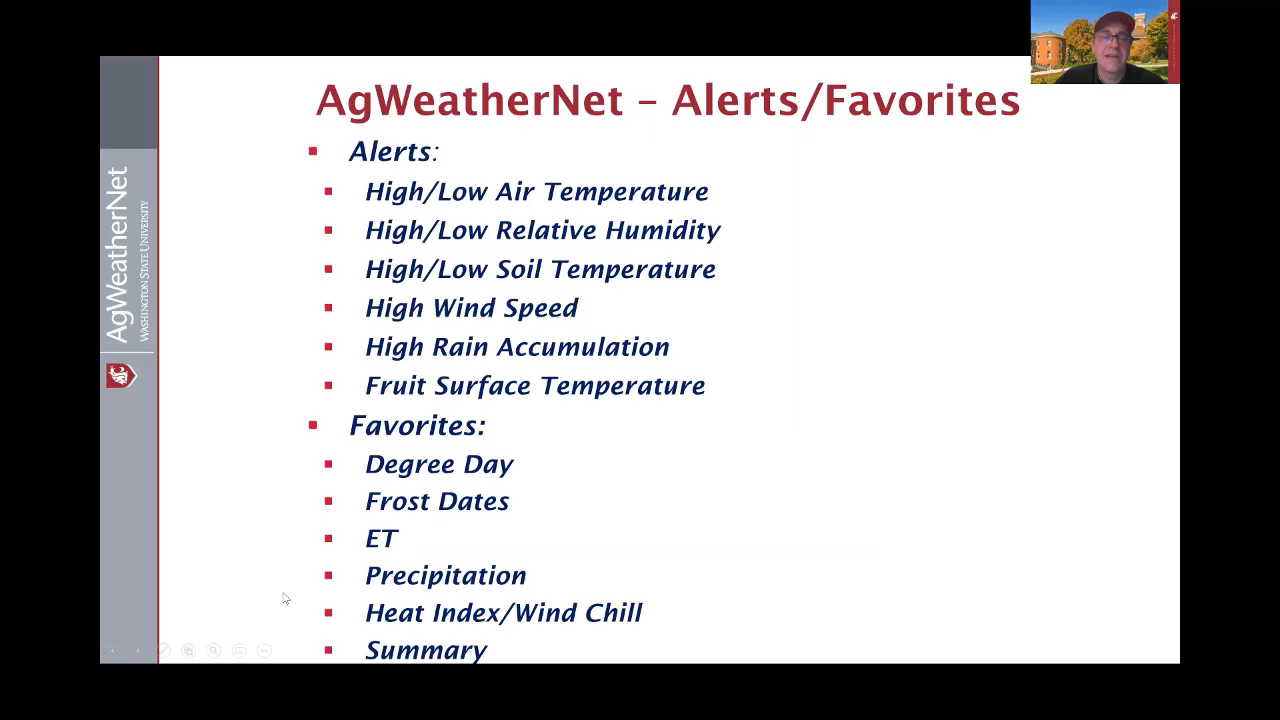 AgWeatherNet – Alerts/Favorites
Alerts:
High/Low Air Temperature
High/Low Relative Humidity
High/Low Soil Temperature
High Wind Speed
High Rain Accumulation
Fruit Surface Temperature
Favorites:
Degree Day
Frost Dates
ET
Precipitation
Heat Index/Wind Chill
Summary
AgWeatherNet
WASHINGTON STATE UNIVERSITY